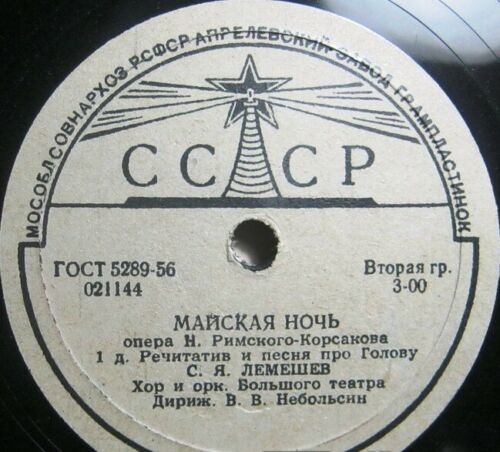 МОСОБЛСОВНАРХОЗ РСФСР АПРЕЛЕВСКИЙ ЗАВОД ГРАМПЛАСТИНОК
СССР
ГОСТ 5289-56
021144
Вторая гр.
3-00
МАЙСКАЯ НОЧЬ
опера Н. Римского-Корсакова
1 д. Речитатив и песня про Голову
С. Я. ЛЕМЕШЕВ
Хор и орк. Большого театра
Дириж. В. В. Небольсин